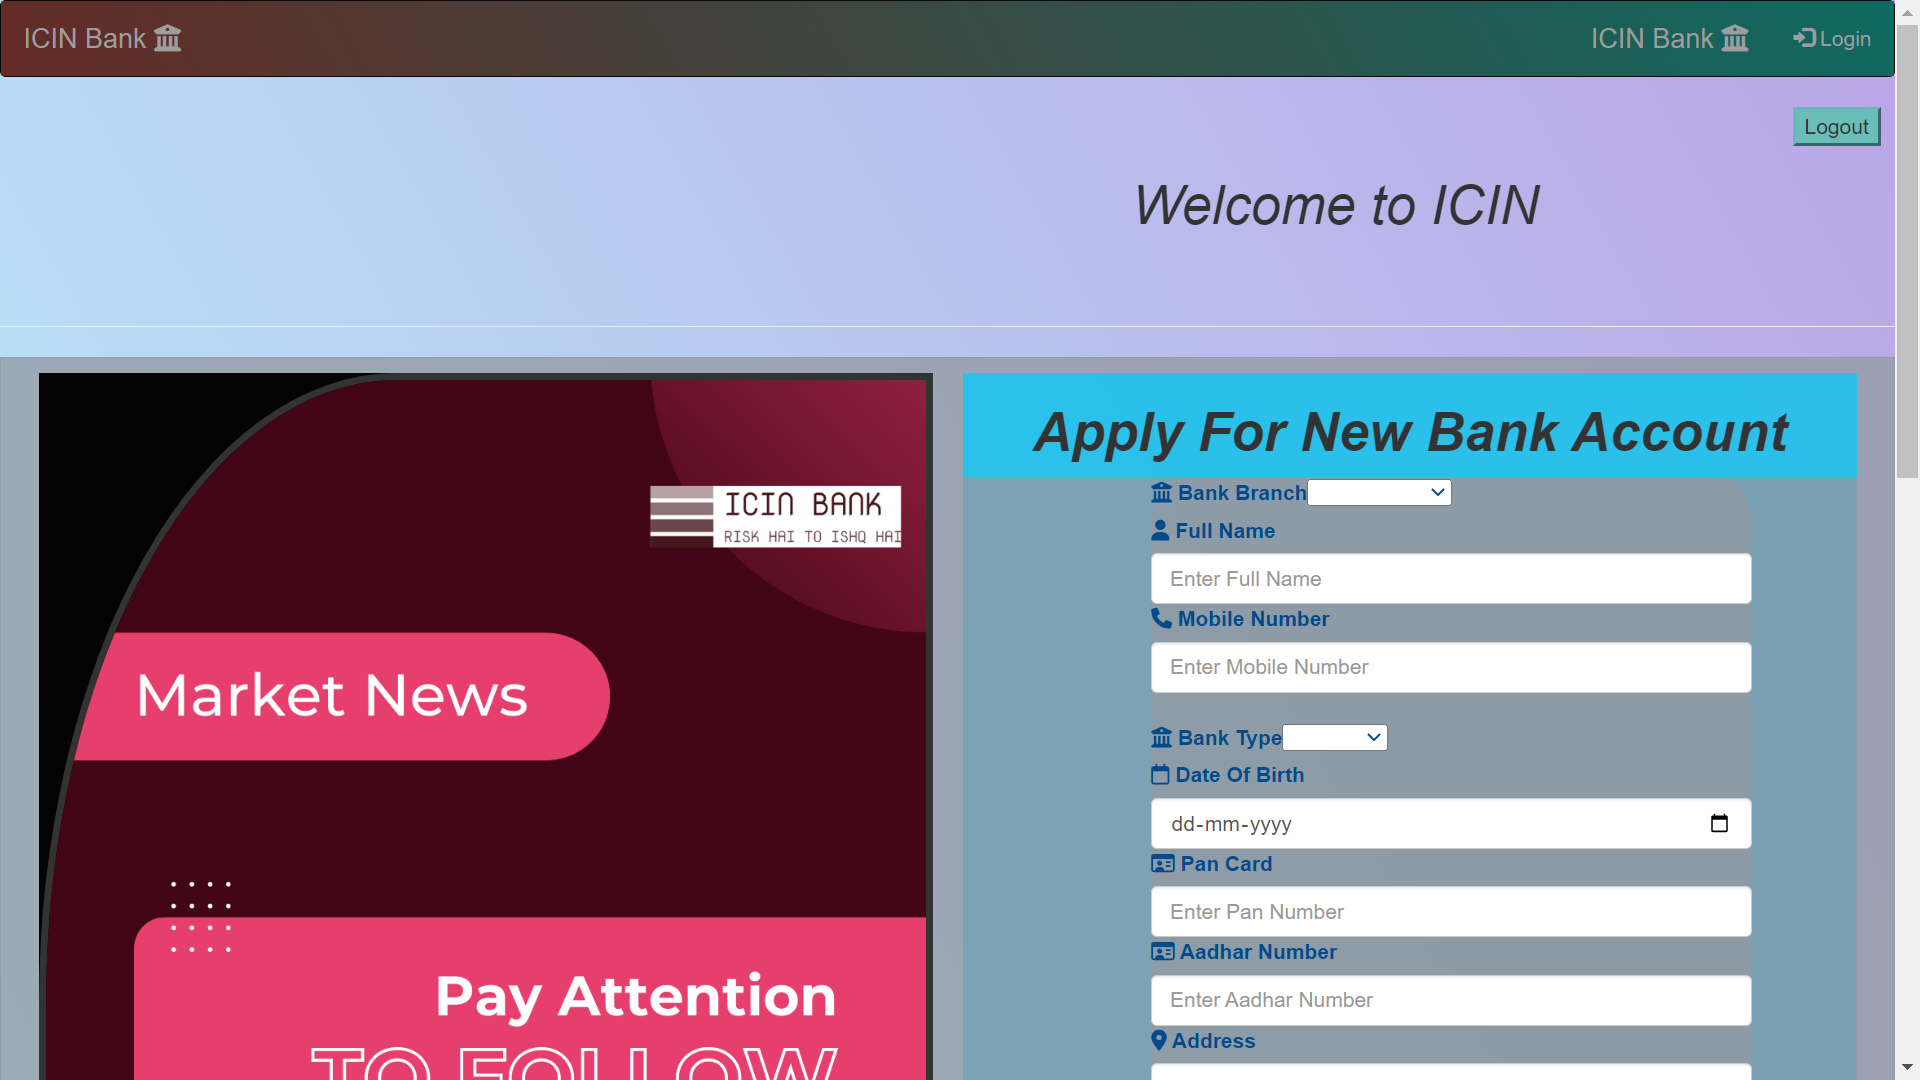 ICIN Bank
ICIN Bank
Login
Logout
Welcome to ICIN
ICIN BANK
RISK HAI TO ISHQ HAI
Market News
Pay Attention
TO FOLLOW
Apply For New Bank Account
Bank Branch
Full Name
Enter Full Name
Mobile Number
Enter Mobile Number
Bank Type
Date Of Birth
dd-mm-yyyy
Pan Card
Enter Pan Number
Aadhar Number
Enter Aadhar Number
Address